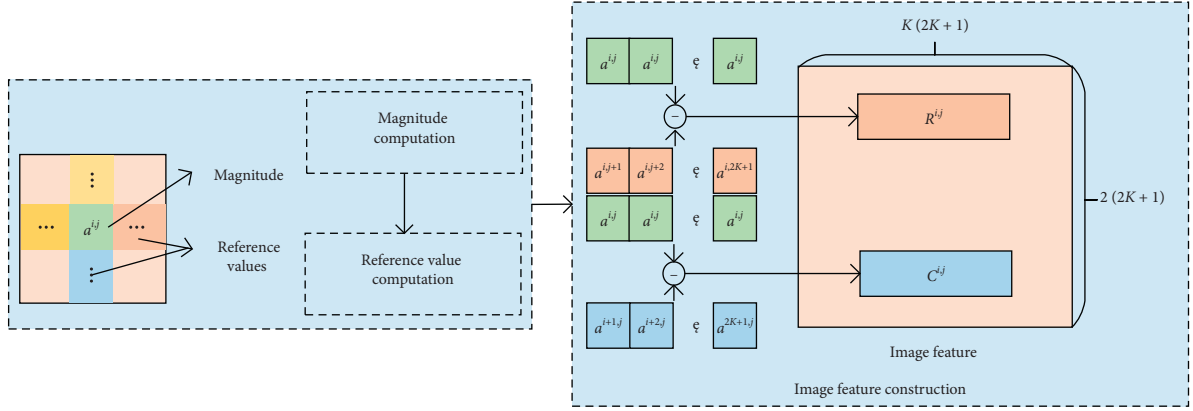 ⋮
... a^{i,j} ...
⋮
Magnitude
Reference
values
Magnitude
computation
Reference value
computation
a^{i,j} a^{i,j} ę a^{i,j}
−
a^{i,j+1} a^{i,j+2} ę a^{i,2K+1}
a^{i,j} a^{i,j} ę a^{i,j}
−
a^{i+1,j} a^{i+2,j} ę a^{2K+1,j}
K (2K + 1)
R^{i,j}
2 (2K + 1)
C^{i,j}
Image feature
Image feature construction